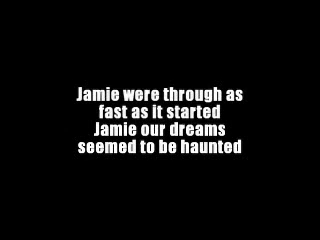 Jamie were through as
fast as it started
Jamie our dreams
seemed to be haunted